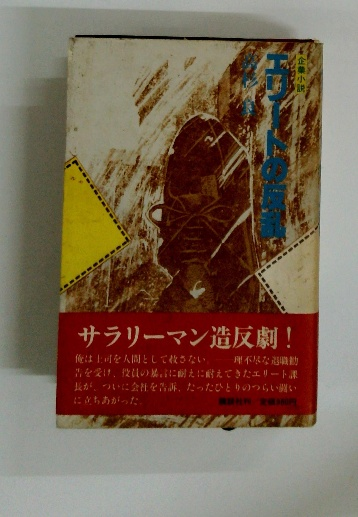 企業小説
エリートの反乱
サラリーマン造反劇！
俺は上司を人間として赦さない。――理不尽な退職勧
告を受け、役員の暴言に耐えに耐えてきたエリート課
長が、ついに会社を告訴、たったひとりのつらい闘い
に立ちあがった。